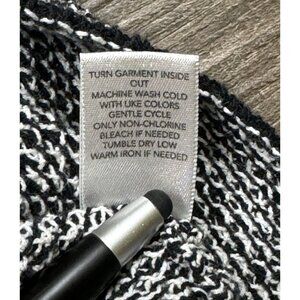 TURN GARMENT INSIDE
OUT
MACHINE WASH COLD
WITH LIKE COLORS
GENTLE CYCLE
ONLY NON-CHLORINE
BLEACH IF NEEDED
TUMBLE DRY LOW
WARM IRON IF NEEDED